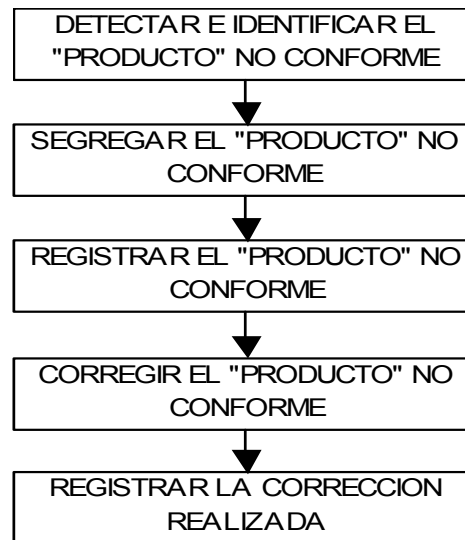 DETECTAR E IDENTIFICAR EL
"PRODUCTO" NO CONFORME
SEGREGAR EL "PRODUCTO" NO
CONFORME
REGISTRAR EL "PRODUCTO" NO
CONFORME
CORREGIR EL "PRODUCTO" NO
CONFORME
REGISTRAR LA CORRECCION
REALIZADA